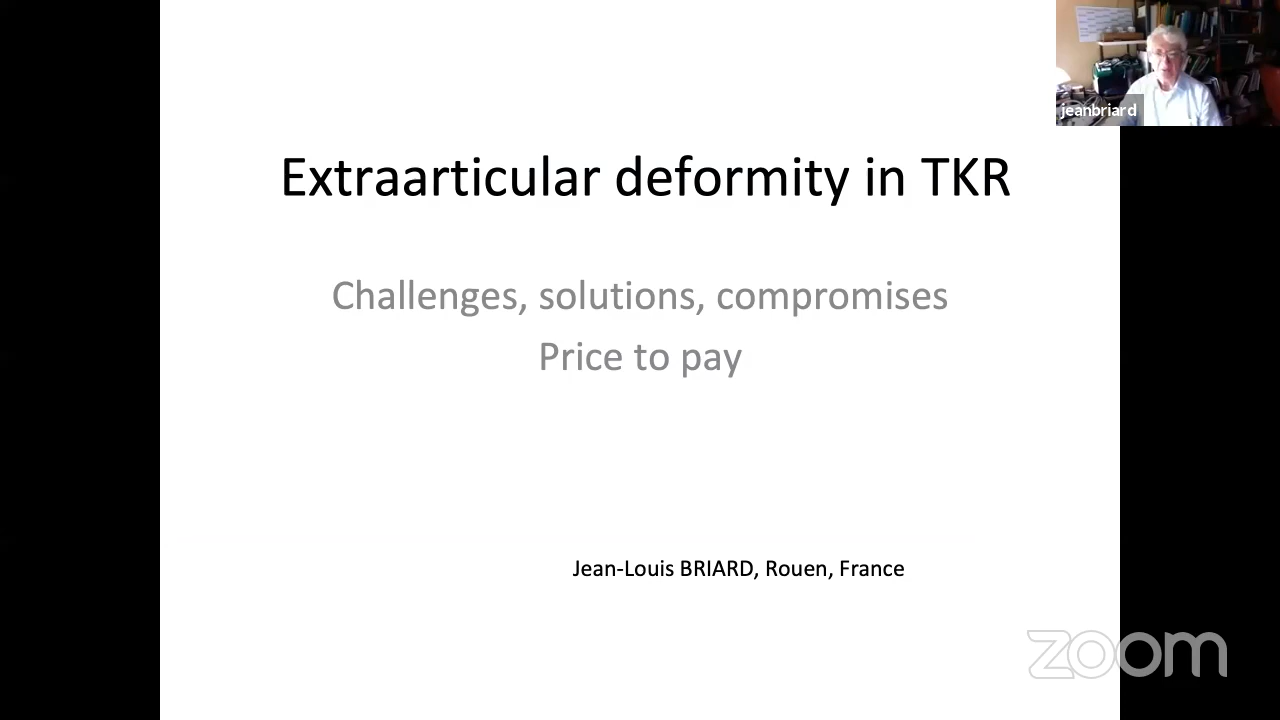 jeanbriard
Extraarticular deformity in TKR
Challenges, solutions, compromises
Price to pay
Jean-Louis BRIARD, Rouen, France
zoom